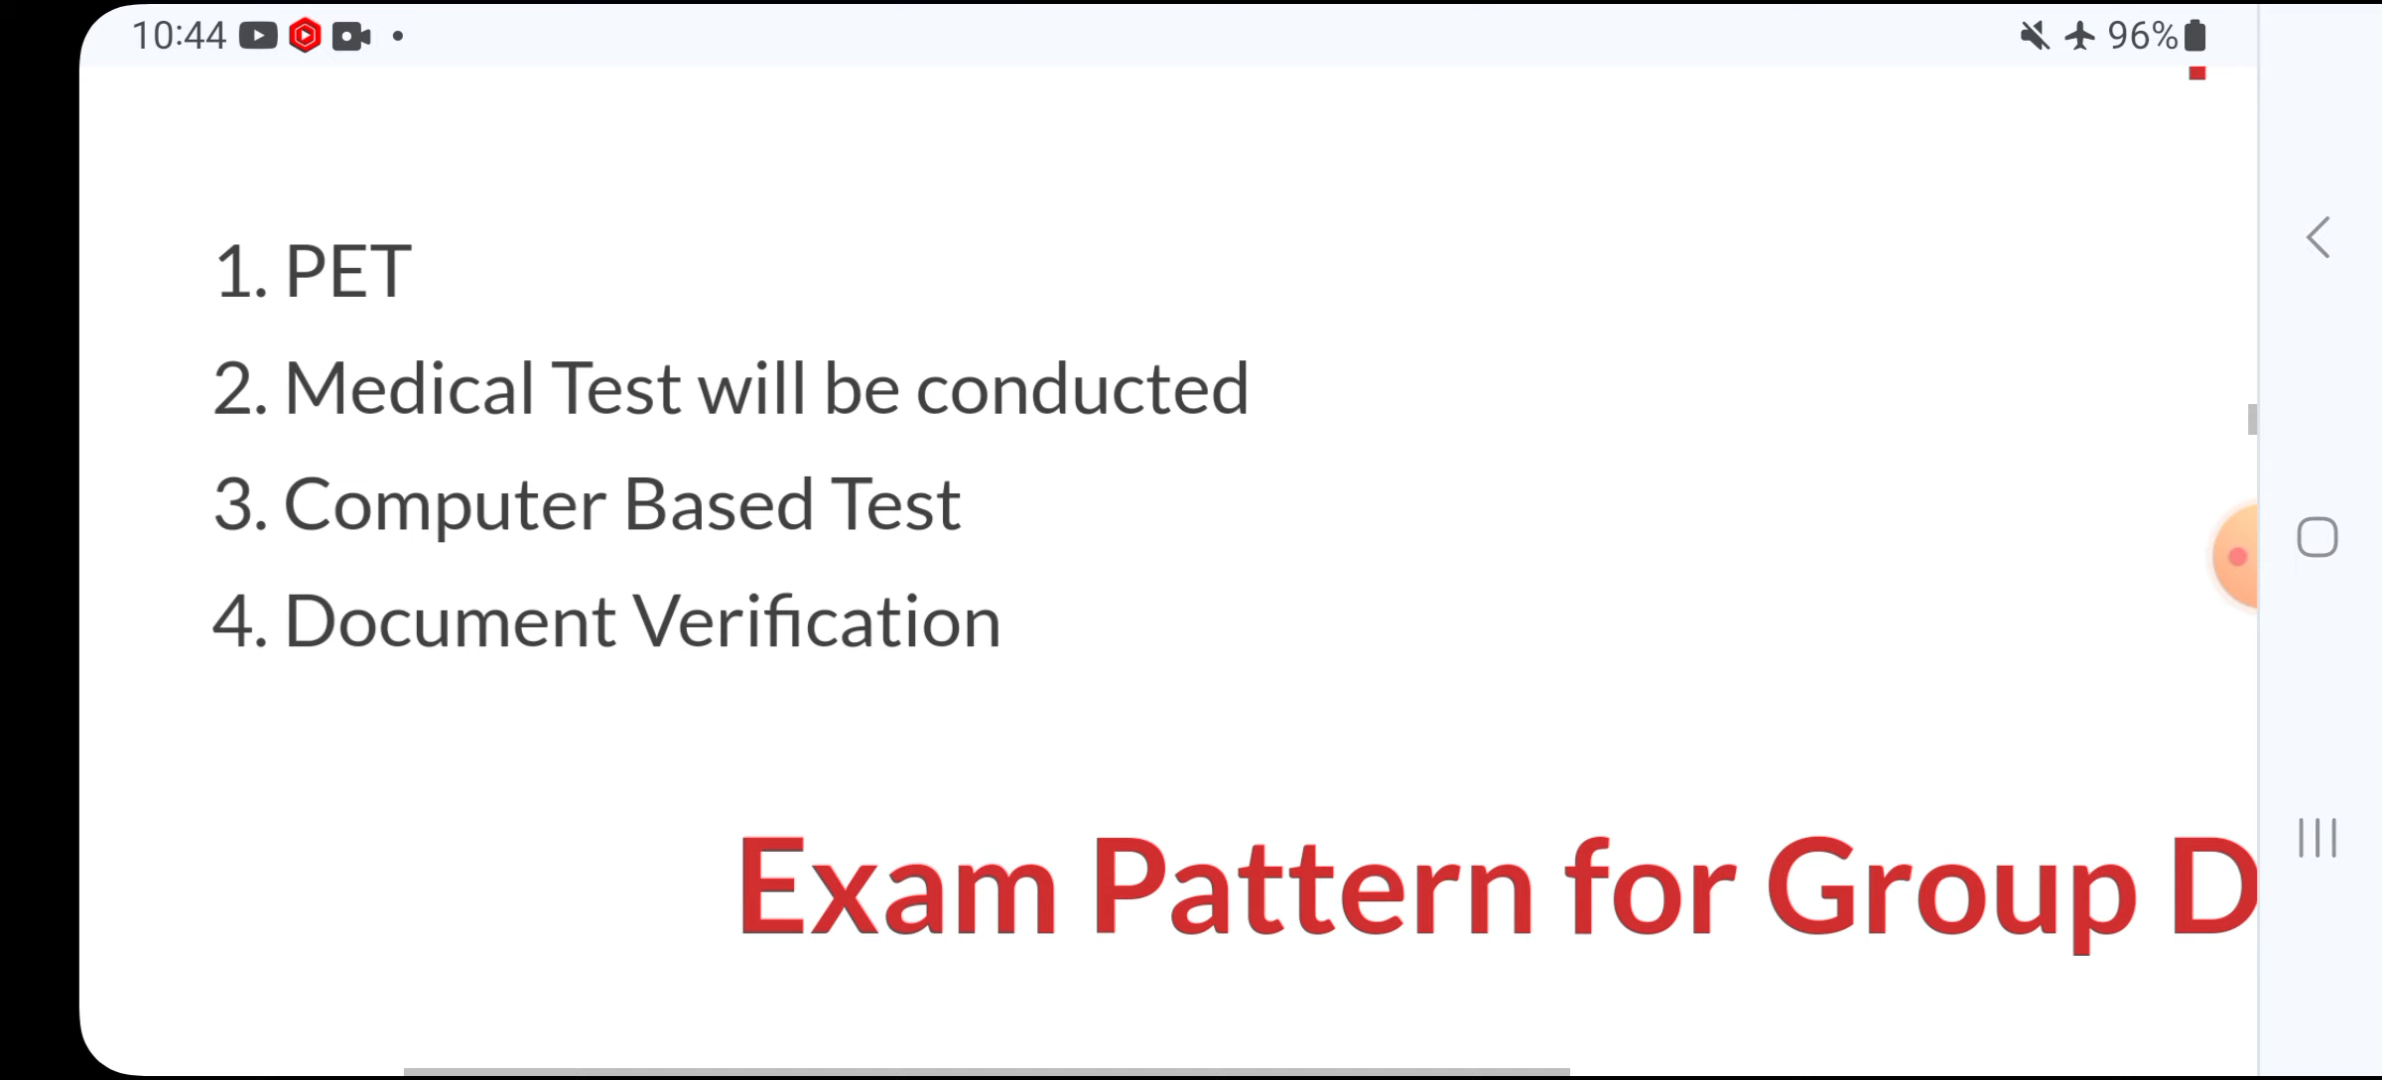 10:44
96%
1. PET
2. Medical Test will be conducted
3. Computer Based Test
4. Document Verification
Exam Pattern for Group D